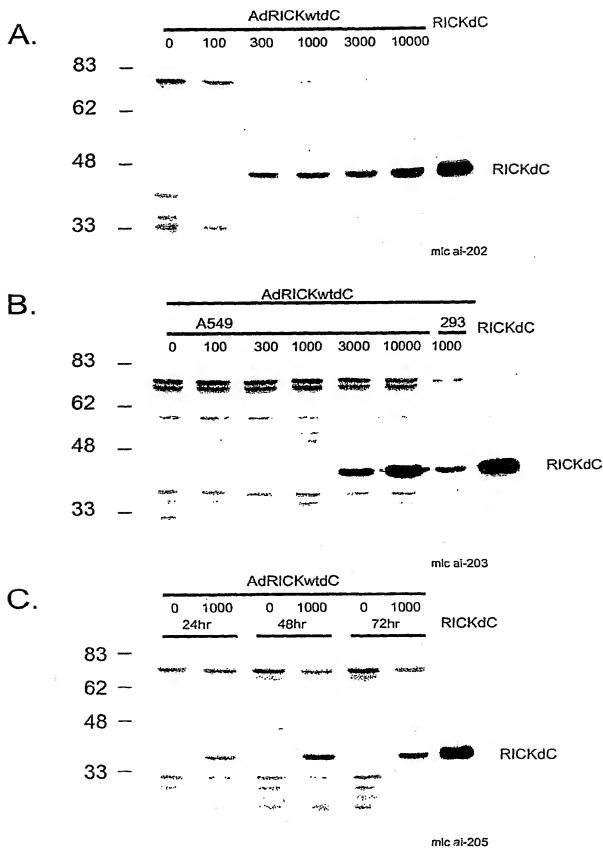 A.
AdRICKwtdC
RICKdC
0 100 300 1000 3000 10000
83
62
48
RICKdC
33
mlc ai-202
B.
AdRICKwtdC
A549
293
RICKdC
0 100 300 1000 3000 10000 1000
83
62
48
RICKdC
33
mlc ai-203
C.
AdRICKwtdC
0 1000 0 1000 0 1000
RICKdC
24hr 48hr 72hr
83
62
48
RICKdC
33
mlc ai-205